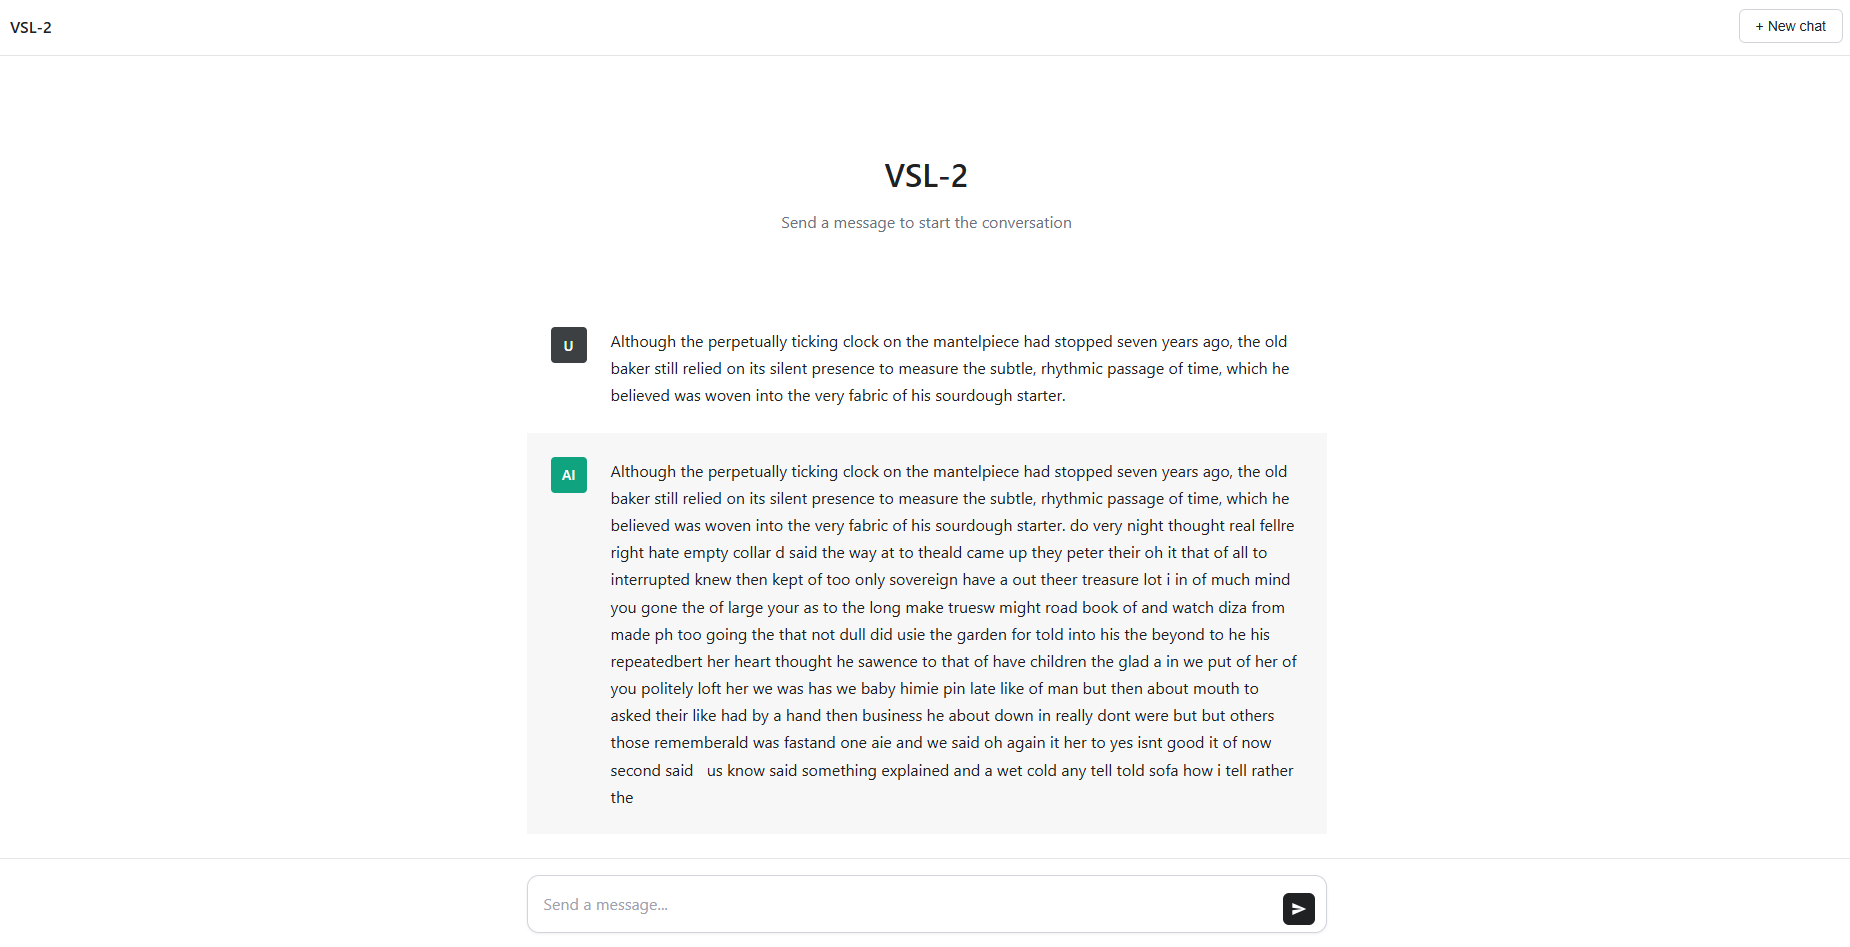 VSL-2
+ New chat
VSL-2
Send a message to start the conversation
U
Although the perpetually ticking clock on the mantelpiece had stopped seven years ago, the old
baker still relied on its silent presence to measure the subtle, rhythmic passage of time, which he
believed was woven into the very fabric of his sourdough starter.
AI
Although the perpetually ticking clock on the mantelpiece had stopped seven years ago, the old
baker still relied on its silent presence to measure the subtle, rhythmic passage of time, which he
believed was woven into the very fabric of his sourdough starter. do very night thought real fellre
right hate empty collar d said the way at to theald came up they peter their oh it that of all to
interrupted knew then kept of too only sovereign have a out theer treasure lot i in of much mind
you gone the of large your as to the long make truesw might road book of and watch diza from
made ph too going the that not dull did usie the garden for told into his the beyond to he his
repeatedbert her heart thought he sawence to that of have children the glad a in we put of her of
you politely loft her we was has we baby himie pin late like of man but then about mouth to
asked their like had by a hand then business he about down in really dont were but but others
those rememberald was fastand one aie and we said oh again it her to yes isnt good it of now
second said   us know said something explained and a wet cold any tell told sofa how i tell rather
the
Send a message...